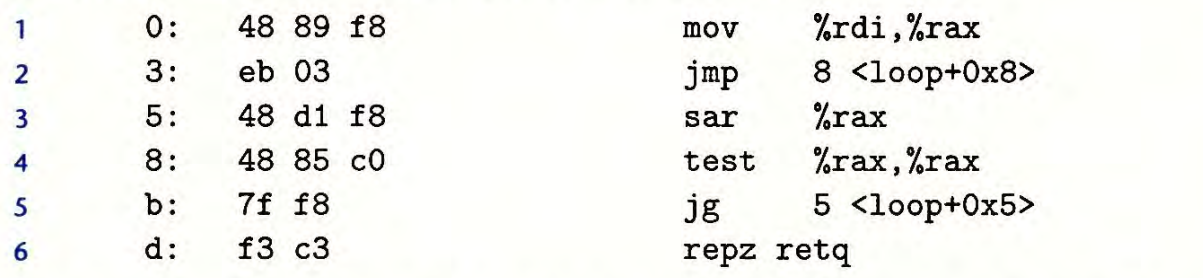 1 0: 48 89 f8 mov %rdi,%rax
2 3: eb 03 jmp 8 <loop+0x8>
3 5: 48 d1 f8 sar %rax
4 8: 48 85 c0 test %rax,%rax
5 b: 7f f8 jg 5 <loop+0x5>
6 d: f3 c3 repz retq